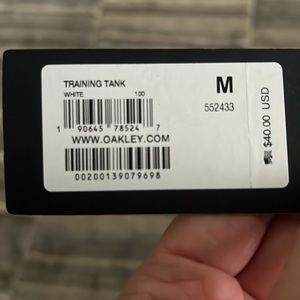 TRAINING TANK
WHITE 100
M
552433
1 90645 78524 7
WWW.OAKLEY.COM
00200139079698
$40.00 USD